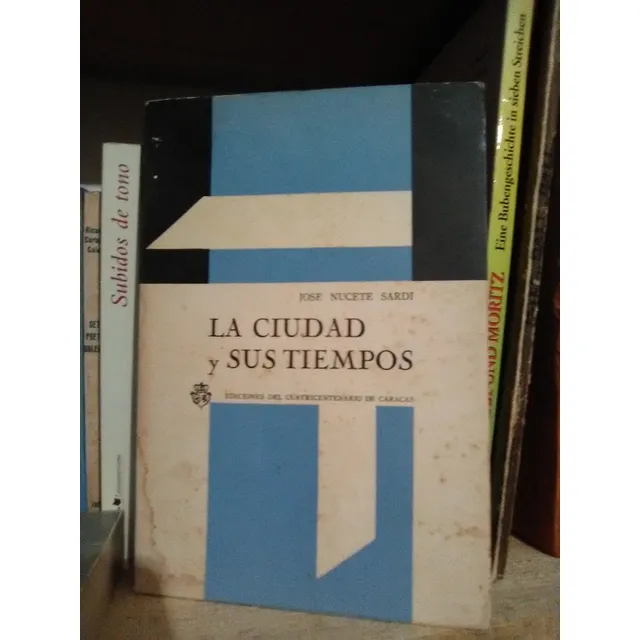 JOSE NUCETE SARDI
LA CIUDAD
y SUS TIEMPOS
EDICIONES DEL CUATRICENTENARIO DE CARACAS
Subidos de tono
UND MORITZ
Eine Bubengeschichte in sieben Streichen